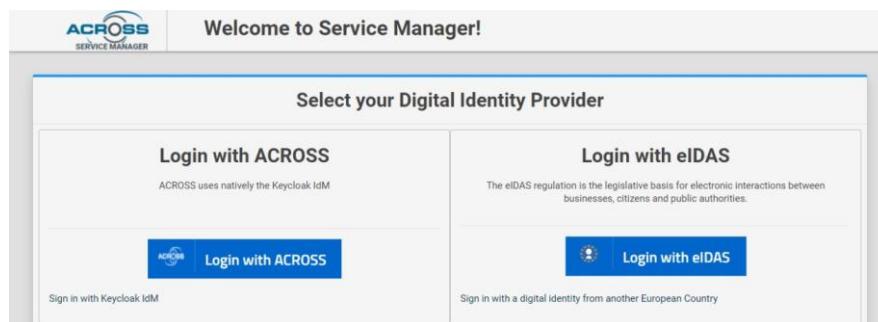 ACROSS
SERVICE MANAGER
Welcome to Service Manager!
Select your Digital Identity Provider
Login with ACROSS
ACROSS uses natively the Keycloak IdM
ACROSS
Login with ACROSS
Sign in with Keycloak IdM
Login with eIDAS
The eIDAS regulation is the legislative basis for electronic interactions between
businesses, citizens and public authorities.
Login with eIDAS
Sign in with a digital identity from another European Country